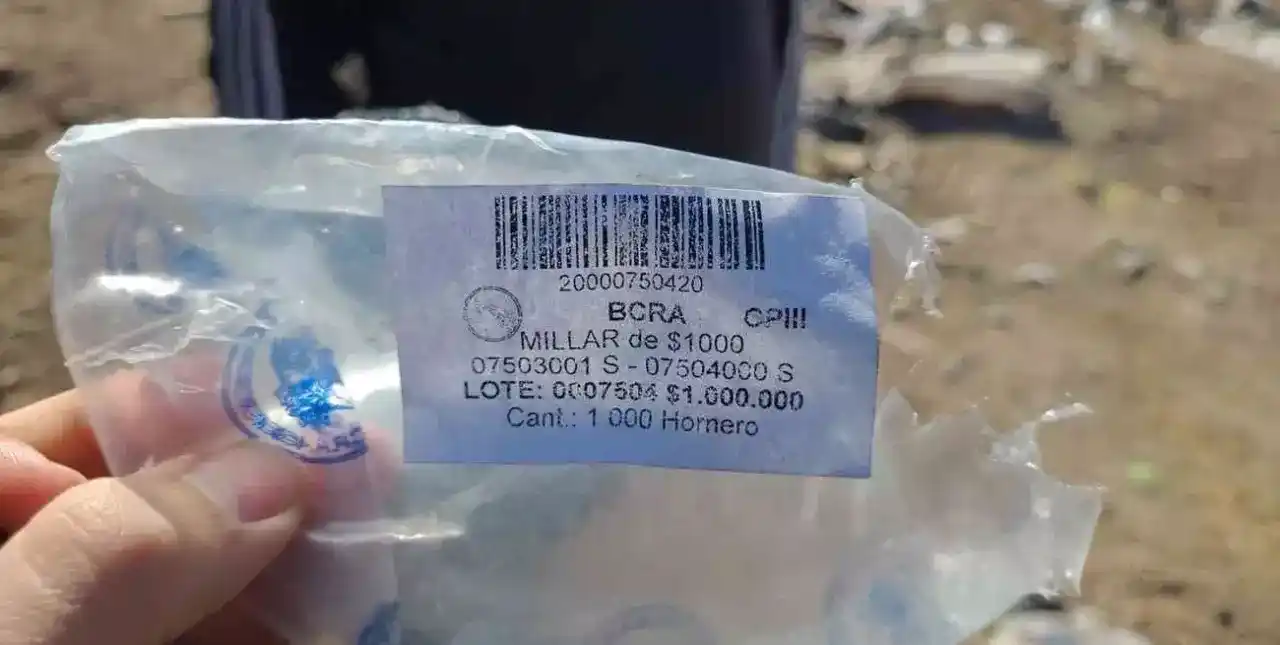 20000750420
BCRA CPIII
MILLAR de $1000
07503001 S - 07504000 S
LOTE: 0007504 $1.000.000
Cant.: 1 000 Hornero